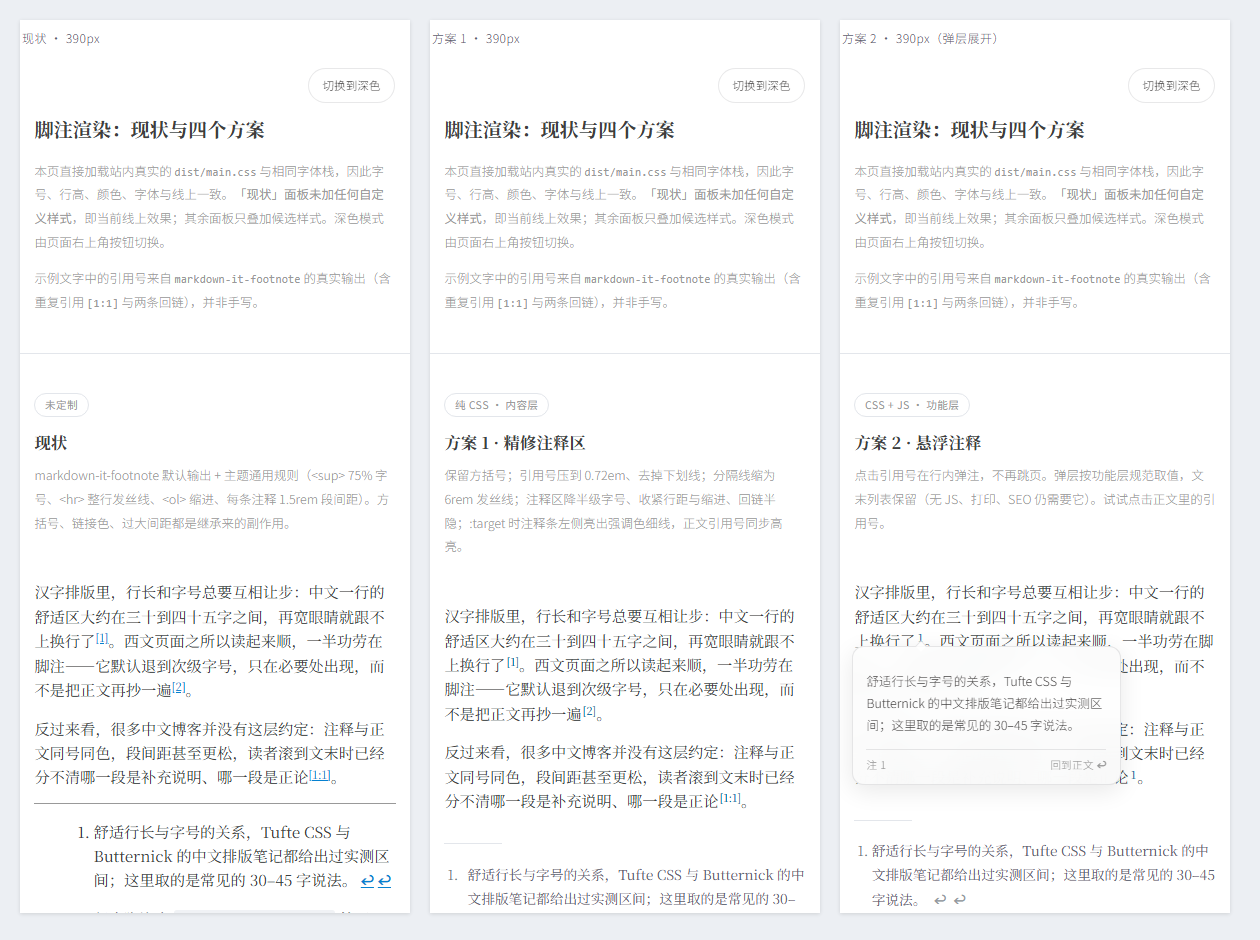 现状 · 390px
切换到深色
脚注渲染：现状与四个方案
本页直接加载站内真实的 dist/main.css 与相同字体栈，因此字
号、行高、颜色、字体与线上一致。「现状」面板未加任何自定
义样式，即当前线上效果；其余面板只叠加候选样式。深色模式
由页面右上角按钮切换。
示例文字中的引用号来自 markdown-it-footnote 的真实输出（含
重复引用 [1:1] 与两条回链），并非手写。
未定制
现状
markdown-it-footnote 默认输出 + 主题通用规则（<sup> 75% 字
号、<hr> 整行发丝线、<ol> 缩进、每条注释 1.5rem 段间距）。方
括号、链接色、过大间距都是继承来的副作用。
汉字排版里，行长和字号总要互相让步：中文一行的
舒适区大约在三十到四十五字之间，再宽眼睛就跟不
上换行了[1]。西文页面之所以读起来顺，一半功劳在
脚注——它默认退到次级字号，只在必要处出现，而
不是把正文再抄一遍[2]。
反过来看，很多中文博客并没有这层约定：注释与正
文同号同色，段间距甚至更松，读者滚到文末时已经
分不清哪一段是补充说明、哪一段是正论[1:1]。
1. 舒适行长与字号的关系，Tufte CSS 与
Butternick 的中文排版笔记都给出过实测区
间；这里取的是常见的 30–45 字说法。 ↩ ↩
方案 1 · 390px
切换到深色
脚注渲染：现状与四个方案
本页直接加载站内真实的 dist/main.css 与相同字体栈，因此字
号、行高、颜色、字体与线上一致。「现状」面板未加任何自定
义样式，即当前线上效果；其余面板只叠加候选样式。深色模式
由页面右上角按钮切换。
示例文字中的引用号来自 markdown-it-footnote 的真实输出（含
重复引用 [1:1] 与两条回链），并非手写。
纯 CSS · 内容层
方案 1 · 精修注释区
保留方括号；引用号压到 0.72em、去掉下划线；分隔线缩为
6rem 发丝线；注释区降半级字号、收紧行距与缩进、回链半
隐；:target 时注释条左侧亮出强调色细线，正文引用号同步高
亮。
汉字排版里，行长和字号总要互相让步：中文一行的
舒适区大约在三十到四十五字之间，再宽眼睛就跟不
上换行了[1]。西文页面之所以读起来顺，一半功劳在
脚注——它默认退到次级字号，只在必要处出现，而
不是把正文再抄一遍[2]。
反过来看，很多中文博客并没有这层约定：注释与正
文同号同色，段间距甚至更松，读者滚到文末时已经
分不清哪一段是补充说明、哪一段是正论[1:1]。
1. 舒适行长与字号的关系，Tufte CSS 与 Butternick 的中
文排版笔记都给出过实测区间；这里取的是常见的 30–
方案 2 · 390px（弹层展开）
切换到深色
脚注渲染：现状与四个方案
本页直接加载站内真实的 dist/main.css 与相同字体栈，因此字
号、行高、颜色、字体与线上一致。「现状」面板未加任何自定
义样式，即当前线上效果；其余面板只叠加候选样式。深色模式
由页面右上角按钮切换。
示例文字中的引用号来自 markdown-it-footnote 的真实输出（含
重复引用 [1:1] 与两条回链），并非手写。
CSS + JS · 功能层
方案 2 · 悬浮注释
点击引用号在行内弹注，不再跳页。弹层按功能层规范取值，文
末列表保留（无 JS、打印、SEO 仍需要它）。试试点击正文里的引
用号。
汉字排版里，行长和字号总要互相让步：中文一行的
舒适区大约在三十到四十五字之间，再宽眼睛就跟不
上换行了1。西文页面之所以读起来顺，一半功劳在脚
处出现，而不
舒适行长与字号的关系，Tufte CSS 与
Butternick 的中文排版笔记都给出过实测区
间；这里取的是常见的 30–45 字说法。
定：注释与正
文末时已经
论1。
注 1
回到正文 ↩
1. 舒适行长与字号的关系，Tufte CSS 与 Butternick 的中
文排版笔记都给出过实测区间；这里取的是常见的 30–45
字说法。 ↩ ↩